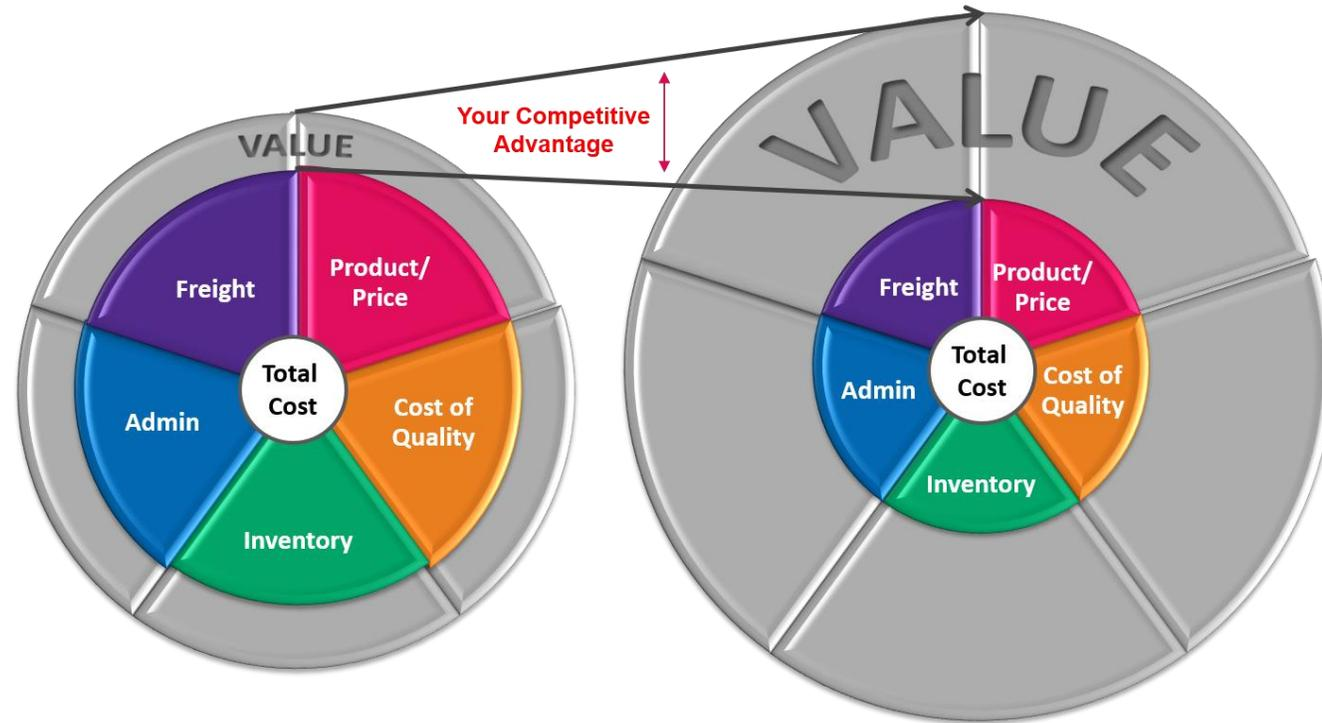 VALUE
Freight
Product/
Price
Total
Cost
Admin
Cost of
Quality
Inventory
Your Competitive
Advantage
VALUE
Freight
Product/
Price
Total
Cost
Admin
Cost of
Quality
Inventory